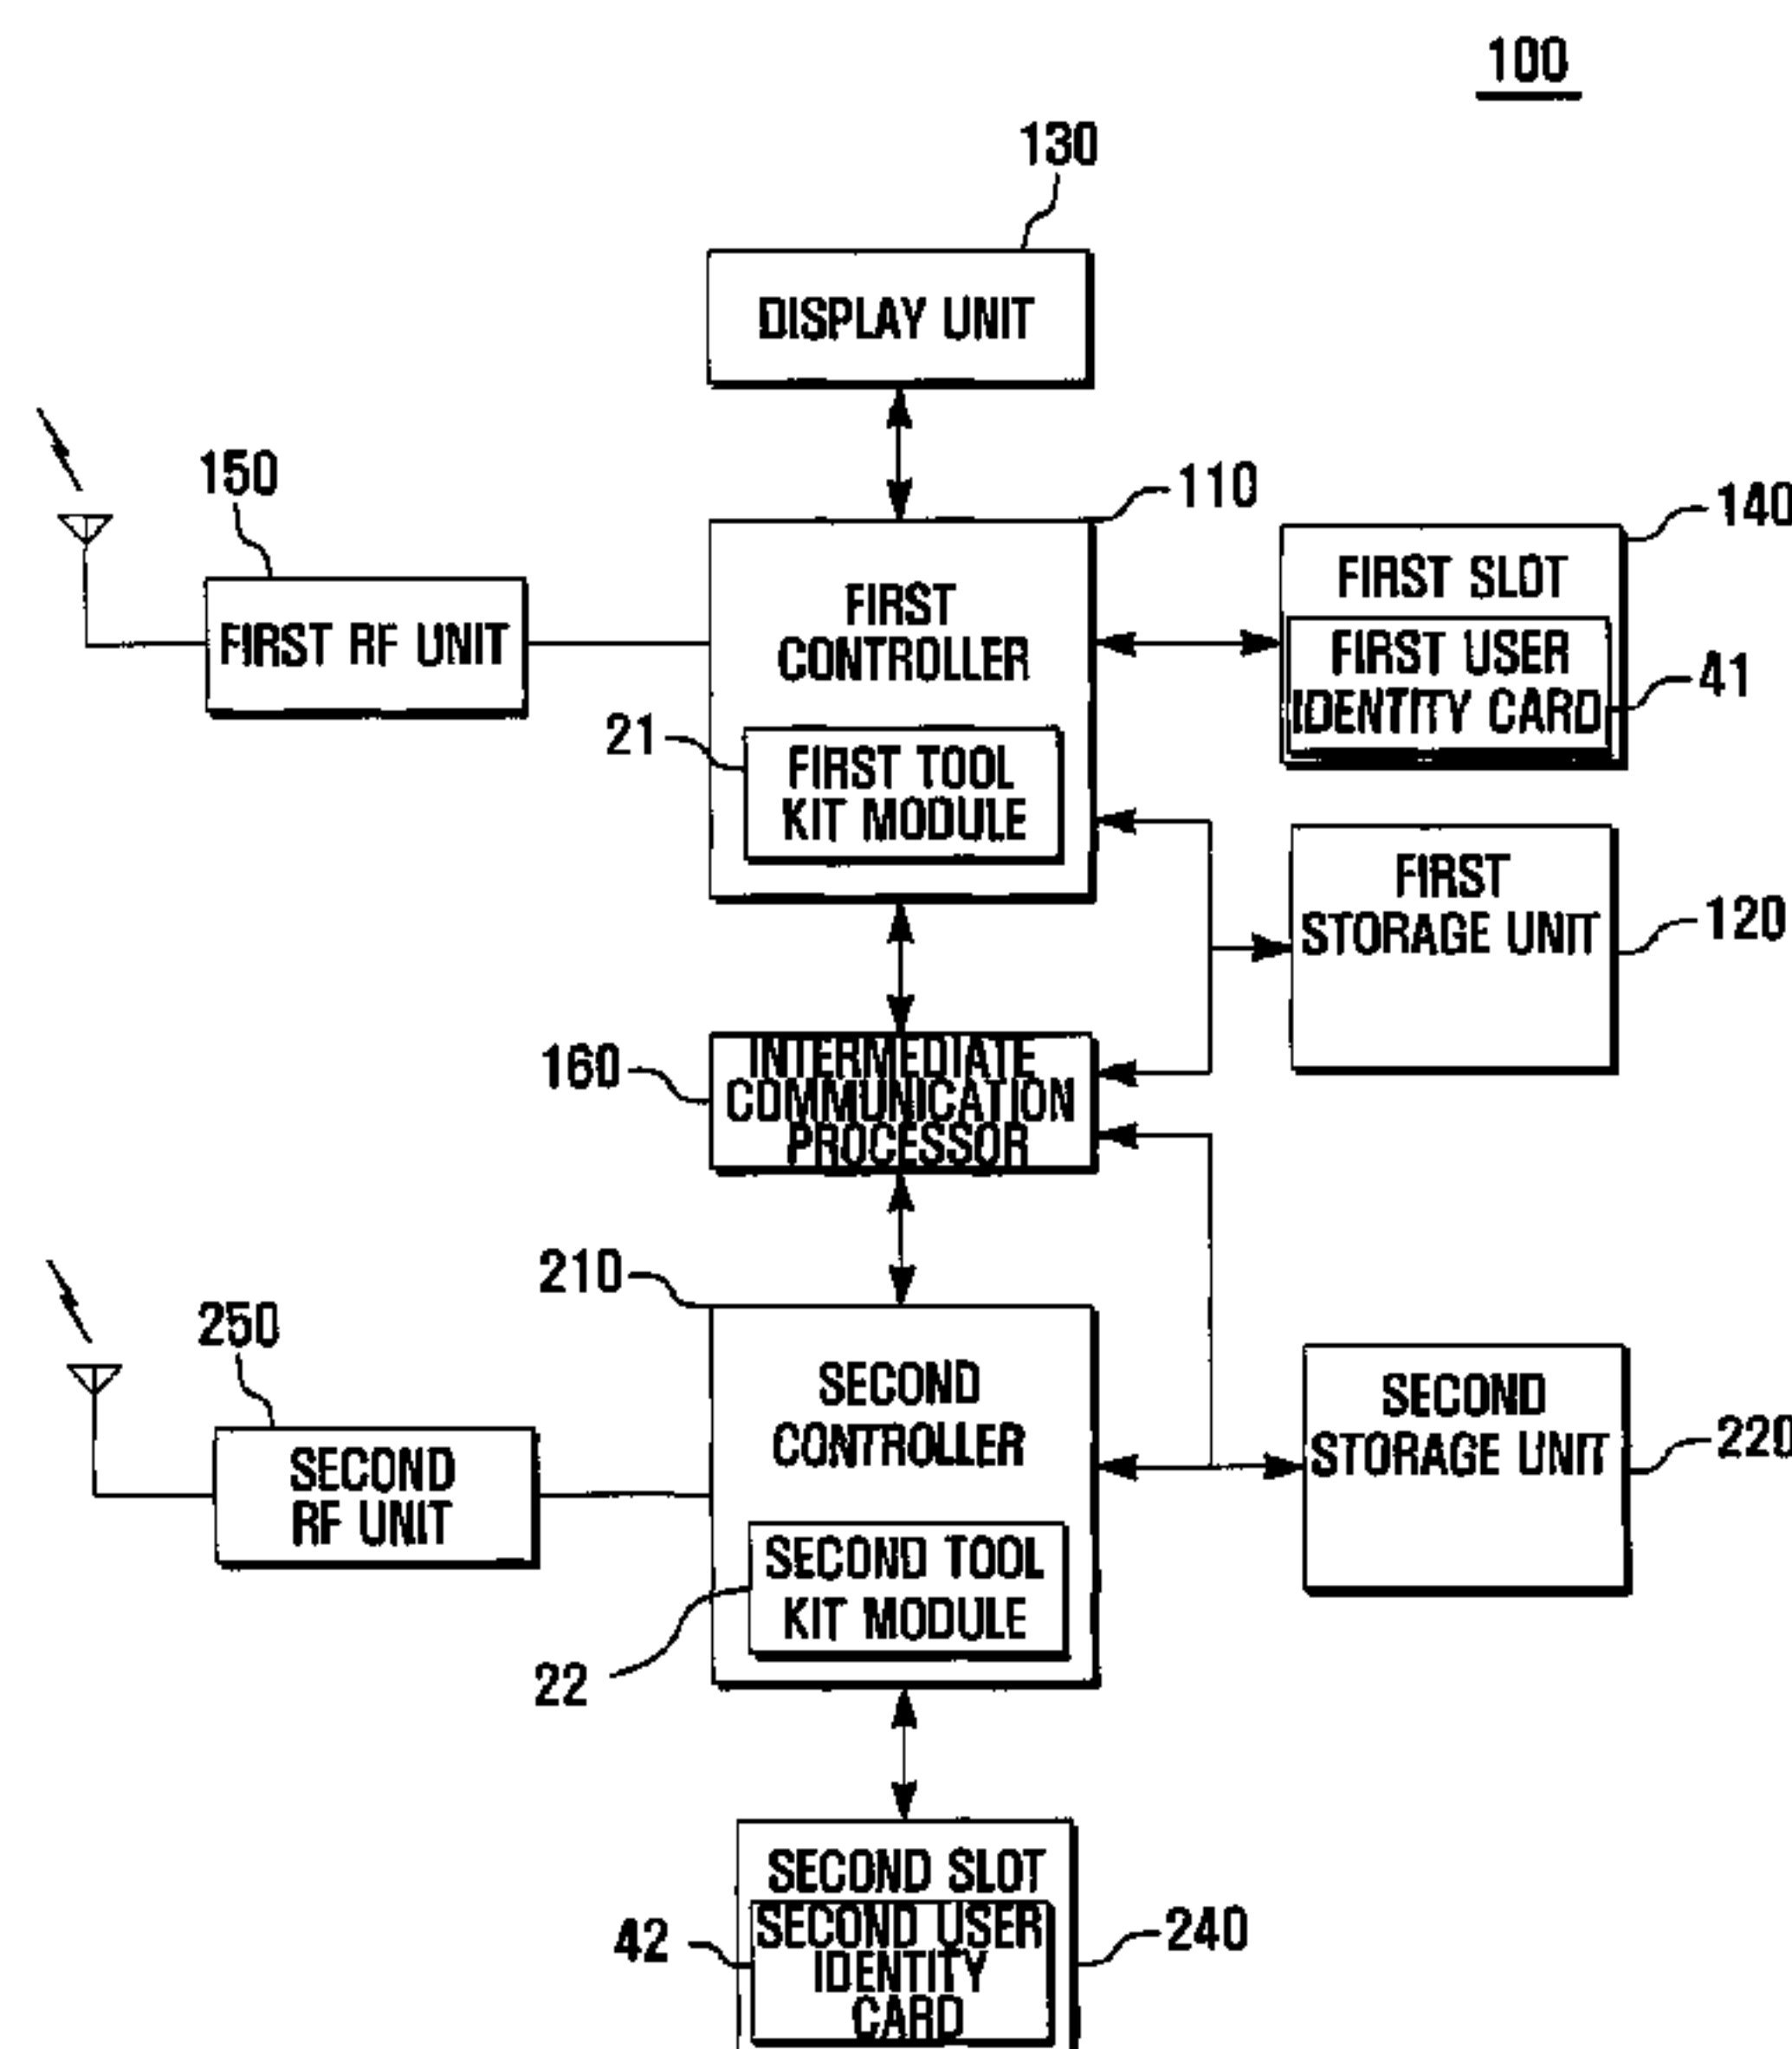 100
130
DISPLAY UNIT
150
110
140
FIRST RF UNIT
FIRST
CONTROLLER
FIRST SLOT
FIRST USER
IDENTITY CARD
41
21
FIRST TOOL
KIT MODULE
FIRST
STORAGE UNIT
120
160
INTERMEDIATE
COMMUNICATION
PROCESSOR
210
250
SECOND
CONTROLLER
SECOND
STORAGE UNIT
220
SECOND
RF UNIT
SECOND TOOL
KIT MODULE
22
SECOND SLOT
42
SECOND USER
IDENTITY
CARD
240